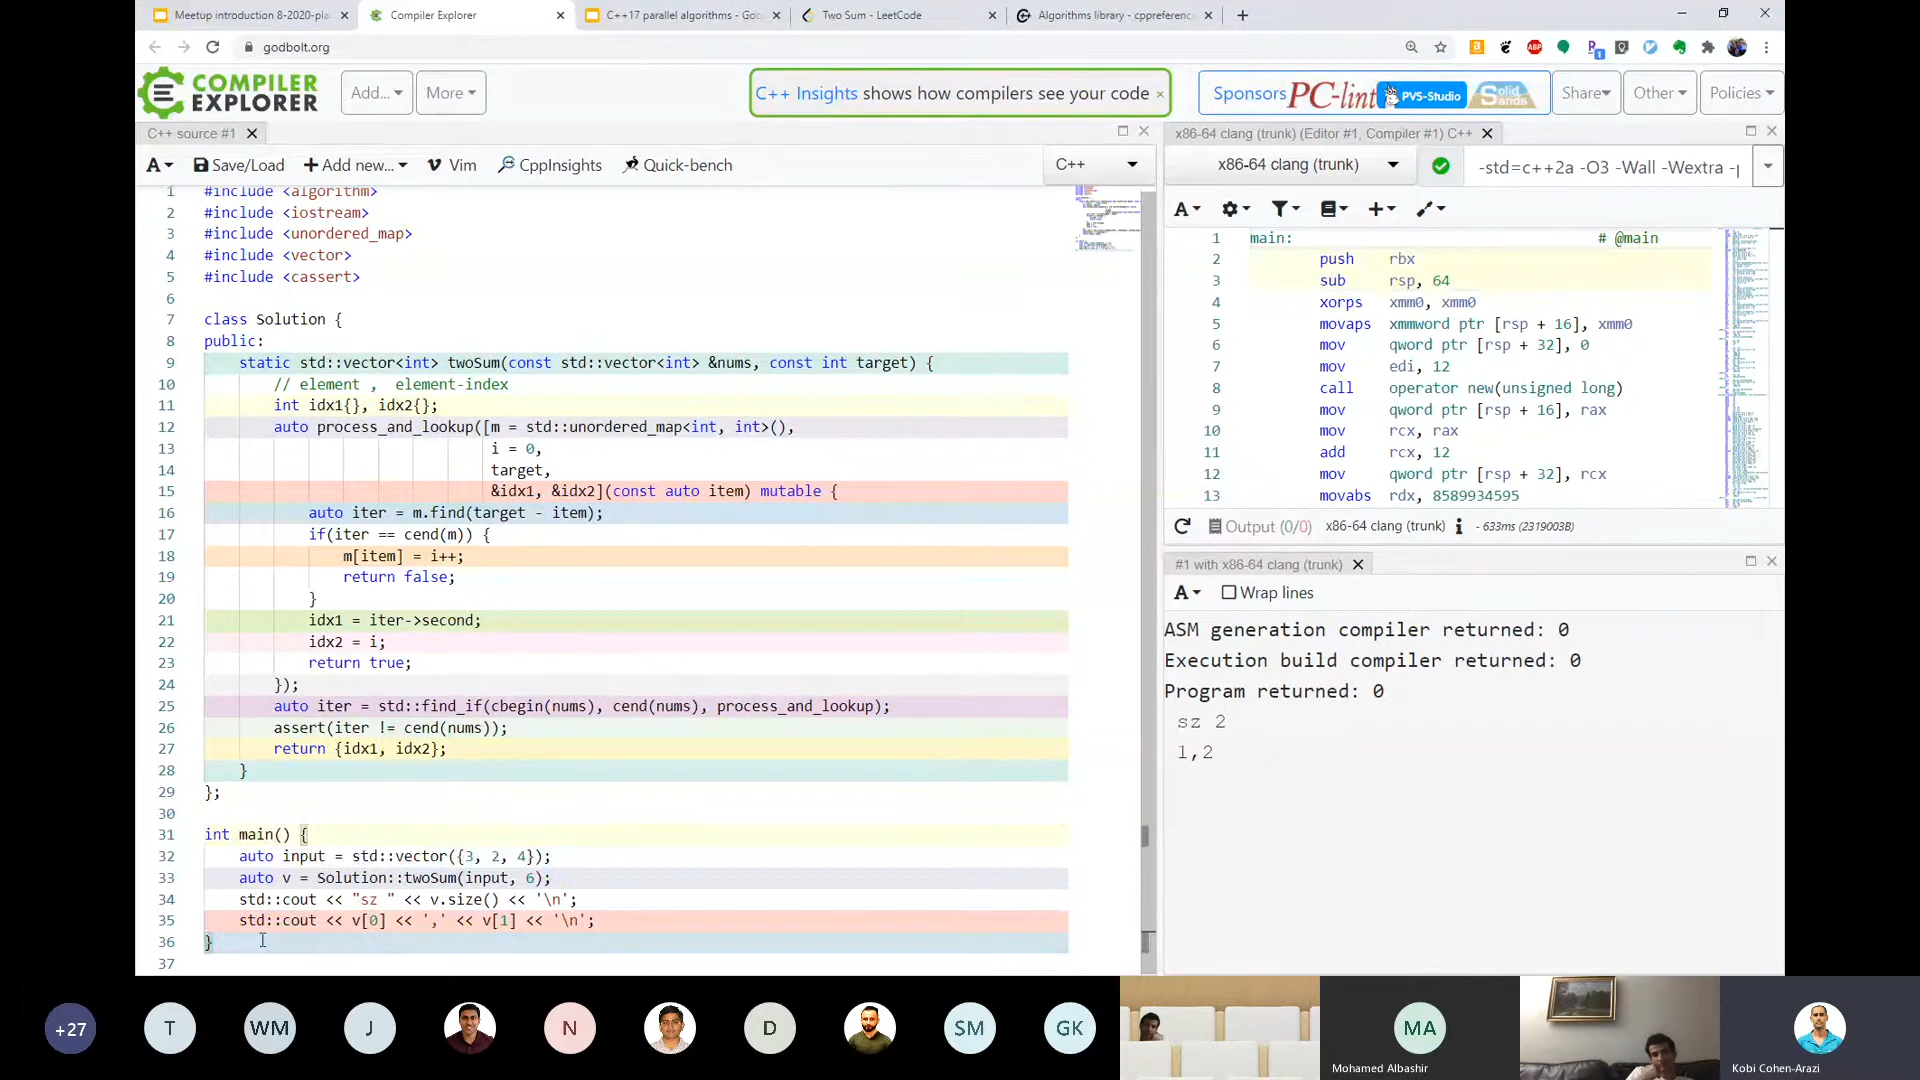 Meetup introduction 8-2020-pla
Compiler Explorer
C++17 parallel algorithms - Goo
Two Sum - LeetCode
Algorithms library - cppreference
godbolt.org
COMPILER EXPLORER
Add...
More
C++ Insights shows how compilers see your code ×
Sponsors PC-lint PVS-Studio Solid Sands
Share
Other
Policies
C++ source #1
A
Save/Load
Add new...
Vim
CppInsights
Quick-bench
C++
1 #include <algorithm>
2 #include <iostream>
3 #include <unordered_map>
4 #include <vector>
5 #include <cassert>
6
7 class Solution {
8 public:
9 static std::vector<int> twoSum(const std::vector<int> &nums, const int target) {
10 // element ,  element-index
11 int idx1{}, idx2{};
12 auto process_and_lookup([m = std::unordered_map<int, int>(),
13 i = 0,
14 target,
15 &idx1, &idx2](const auto item) mutable {
16 auto iter = m.find(target - item);
17 if(iter == cend(m)) {
18 m[item] = i++;
19 return false;
20 }
21 idx1 = iter->second;
22 idx2 = i;
23 return true;
24 });
25 auto iter = std::find_if(cbegin(nums), cend(nums), process_and_lookup);
26 assert(iter != cend(nums));
27 return {idx1, idx2};
28 }
29 };
30
31 int main() {
32 auto input = std::vector({3, 2, 4});
33 auto v = Solution::twoSum(input, 6);
34 std::cout << "sz " << v.size() << '\n';
35 std::cout << v[0] << ',' << v[1] << '\n';
36 }
37
x86-64 clang (trunk) (Editor #1, Compiler #1) C++
x86-64 clang (trunk)
-std=c++2a -O3 -Wall -Wextra -p
A
1 main: # @main
2 push rbx
3 sub rsp, 64
4 xorps xmm0, xmm0
5 movaps xmmword ptr [rsp + 16], xmm0
6 mov qword ptr [rsp + 32], 0
7 mov edi, 12
8 call operator new(unsigned long)
9 mov qword ptr [rsp + 16], rax
10 mov rcx, rax
11 add rcx, 12
12 mov qword ptr [rsp + 32], rcx
13 movabs rdx, 8589934595
Output (0/0) x86-64 clang (trunk) i - 633ms (2319003B)
#1 with x86-64 clang (trunk)
A
Wrap lines
ASM generation compiler returned: 0
Execution build compiler returned: 0
Program returned: 0
sz 2
1,2
+27
T
WM
J
N
D
SM
GK
MA
Mohamed Albashir
Kobi Cohen-Arazi